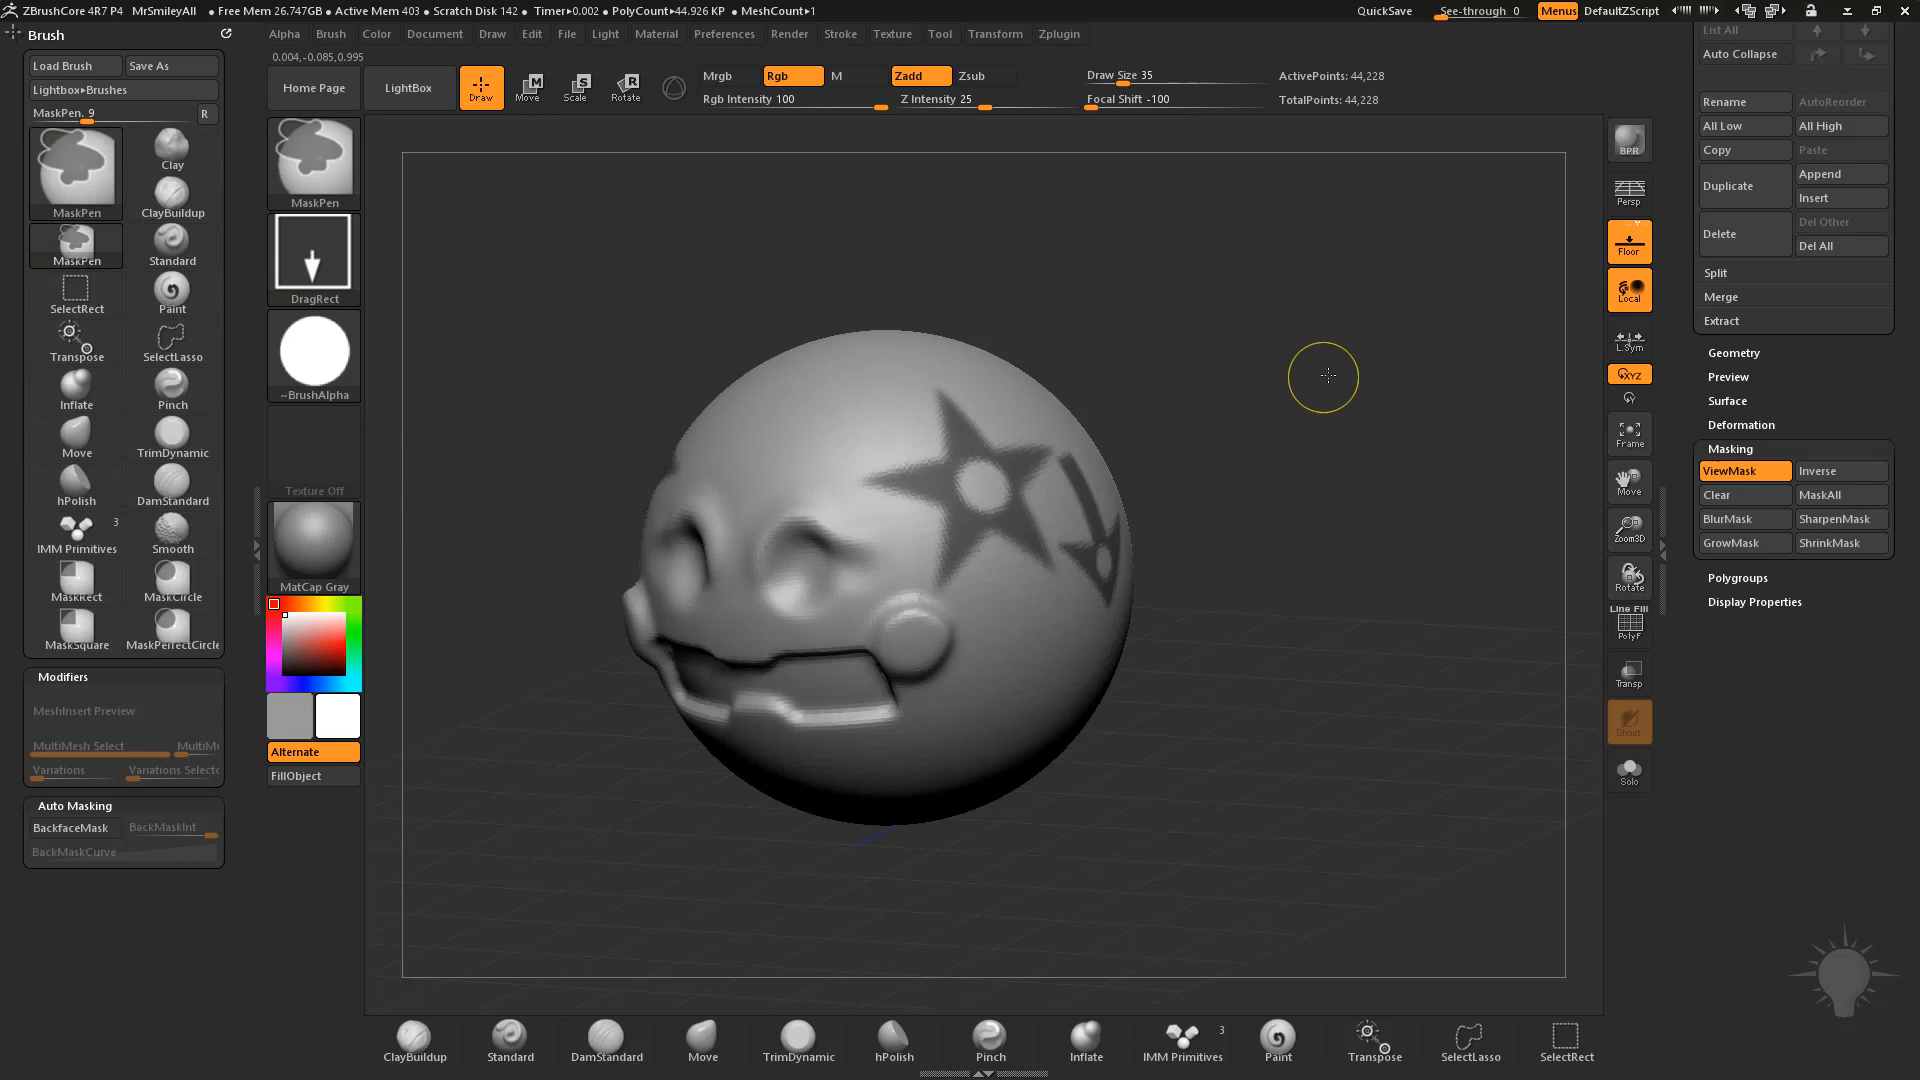 ZBrushCore 4R7 P4 MrSmileyAll • Free Mem 26.747GB • Active Mem 403 • Scratch Disk 142 • Timer▸0.002 • PolyCount▸44.926 KP • MeshCount▸1 QuickSave See-through 0 Menus DefaultZScript
Brush
Alpha Brush Color Document Draw Edit File Light Material Preferences Render Stroke Texture Tool Transform Zplugin
0.004,-0.085,0.995
Load Brush Save As
Lightbox▸Brushes
MaskPen. 9 R
MaskPen
Clay
ClayBuildup
MaskPen
Standard
SelectRect
Paint
Transpose
SelectLasso
Inflate
Pinch
Move
TrimDynamic
hPolish
DamStandard
3
IMM Primitives
Smooth
MaskRect
MaskCircle
MaskSquare
MaskPerfectCircle
Modifiers
MeshInsert Preview
MultiMesh Select MultiMe
Variations Variations Selecto
Auto Masking
BackfaceMask BackMaskInt
BackMaskCurve
Home Page
LightBox
Draw
Move
Scale
Rotate
Mrgb Rgb M Zadd Zsub
Rgb Intensity 100 Z Intensity 25
Draw Size 35
Focal Shift -100
ActivePoints: 44,228
TotalPoints: 44,228
MaskPen
DragRect
~BrushAlpha
Texture Off
MatCap Gray
Alternate
FillObject
BPR
Persp
Floor
Local
L.Sym
XYZ
Y
Frame
Move
Zoom3D
Rotate
Line Fill
PolyF
Transp
Ghost
Solo
List All
Auto Collapse
Rename AutoReorder
All Low All High
Copy Paste
Duplicate
Append
Insert
Delete
Del Other
Del All
Split
Merge
Extract
Geometry
Preview
Surface
Deformation
Masking
ViewMask Inverse
Clear MaskAll
BlurMask SharpenMask
GrowMask ShrinkMask
Polygroups
Display Properties
ClayBuildup
Standard
DamStandard
Move
TrimDynamic
hPolish
Pinch
Inflate
3
IMM Primitives
Paint
Transpose
SelectLasso
SelectRect